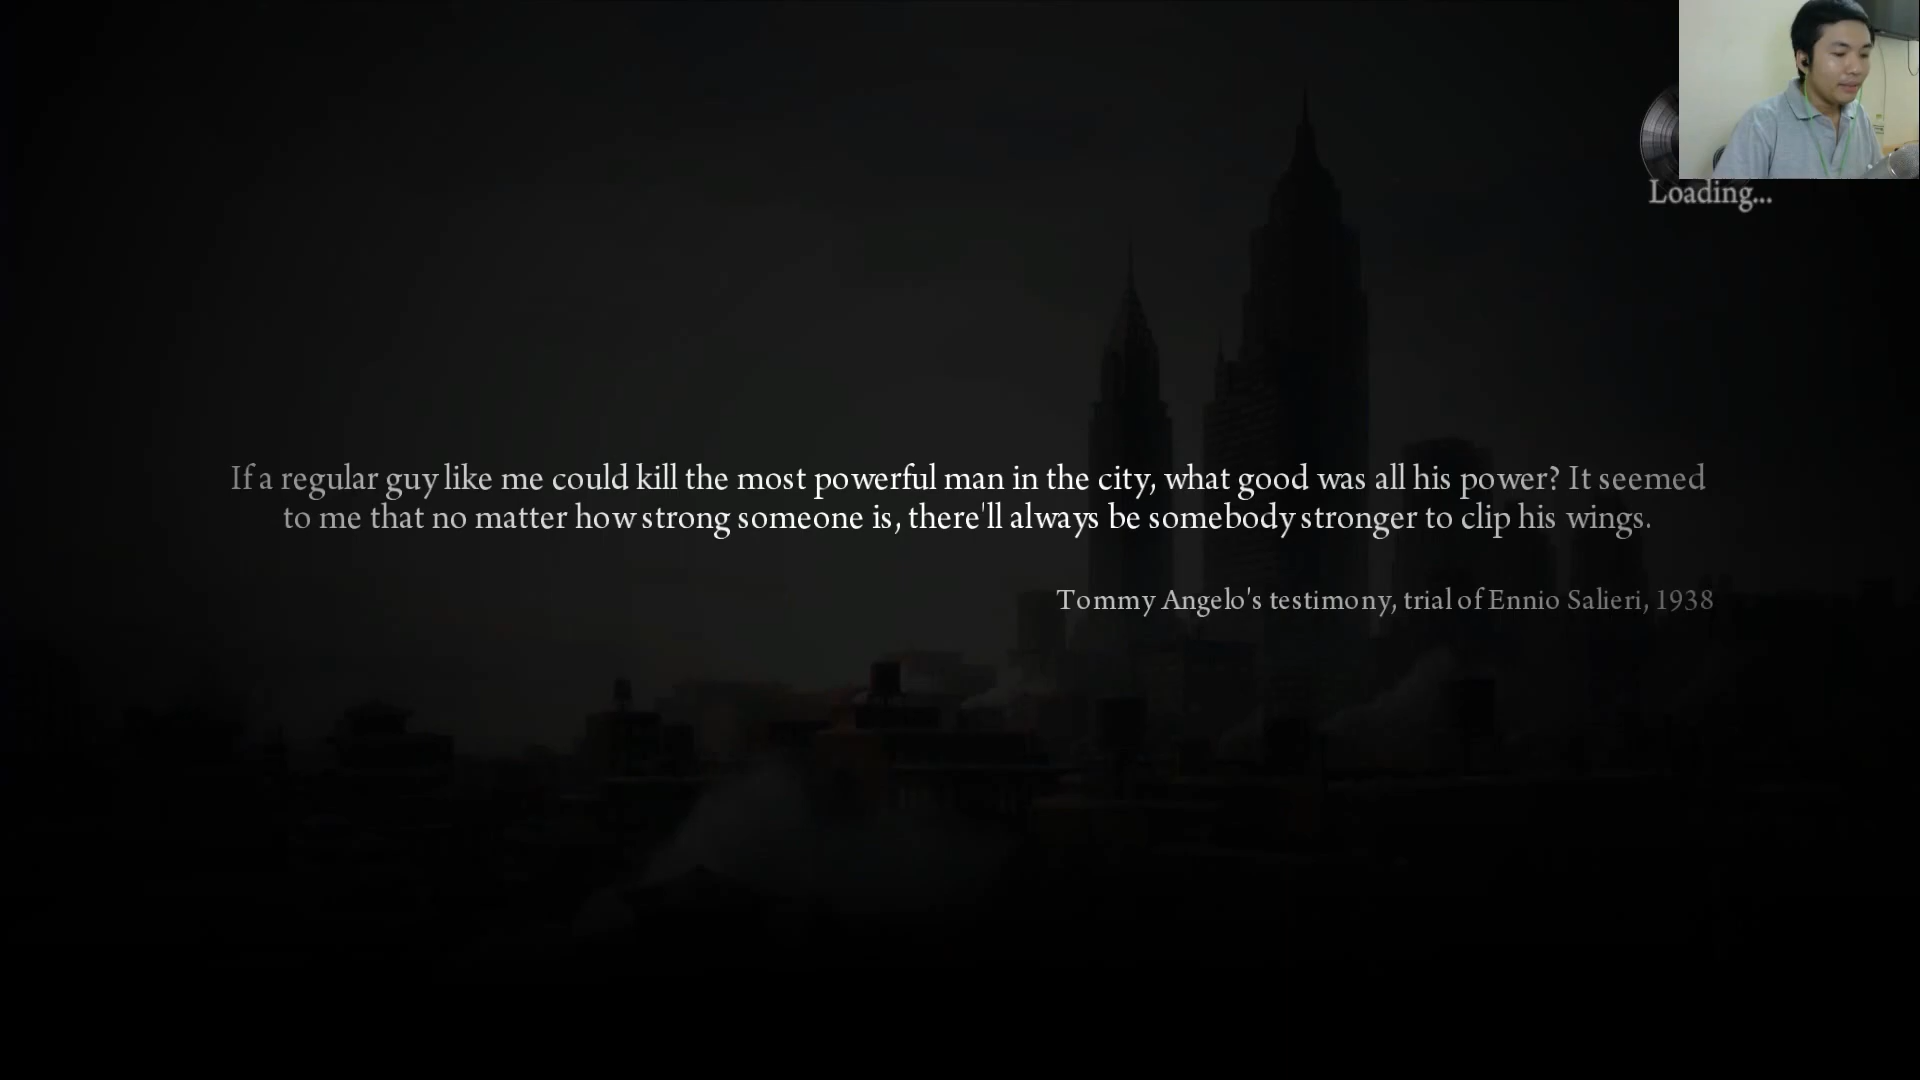 Loading...
If a regular guy like me could kill the most powerful man in the city, what good was all his power? It seemed
to me that no matter how strong someone is, there'll always be somebody stronger to clip his wings.
Tommy Angelo's testimony, trial of Ennio Salieri, 1938